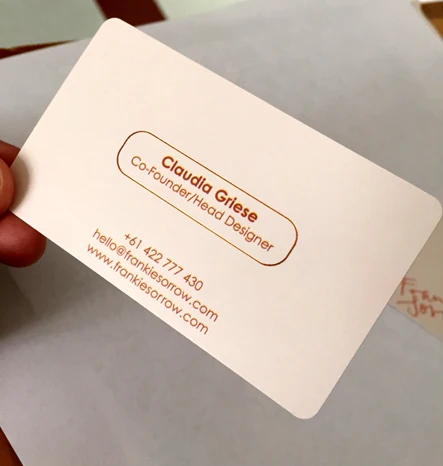 Claudia Griese
Co-Founder/Head Designer
+61 422 777 430
hello@frankiesorrow.com
www.frankiesorrow.com